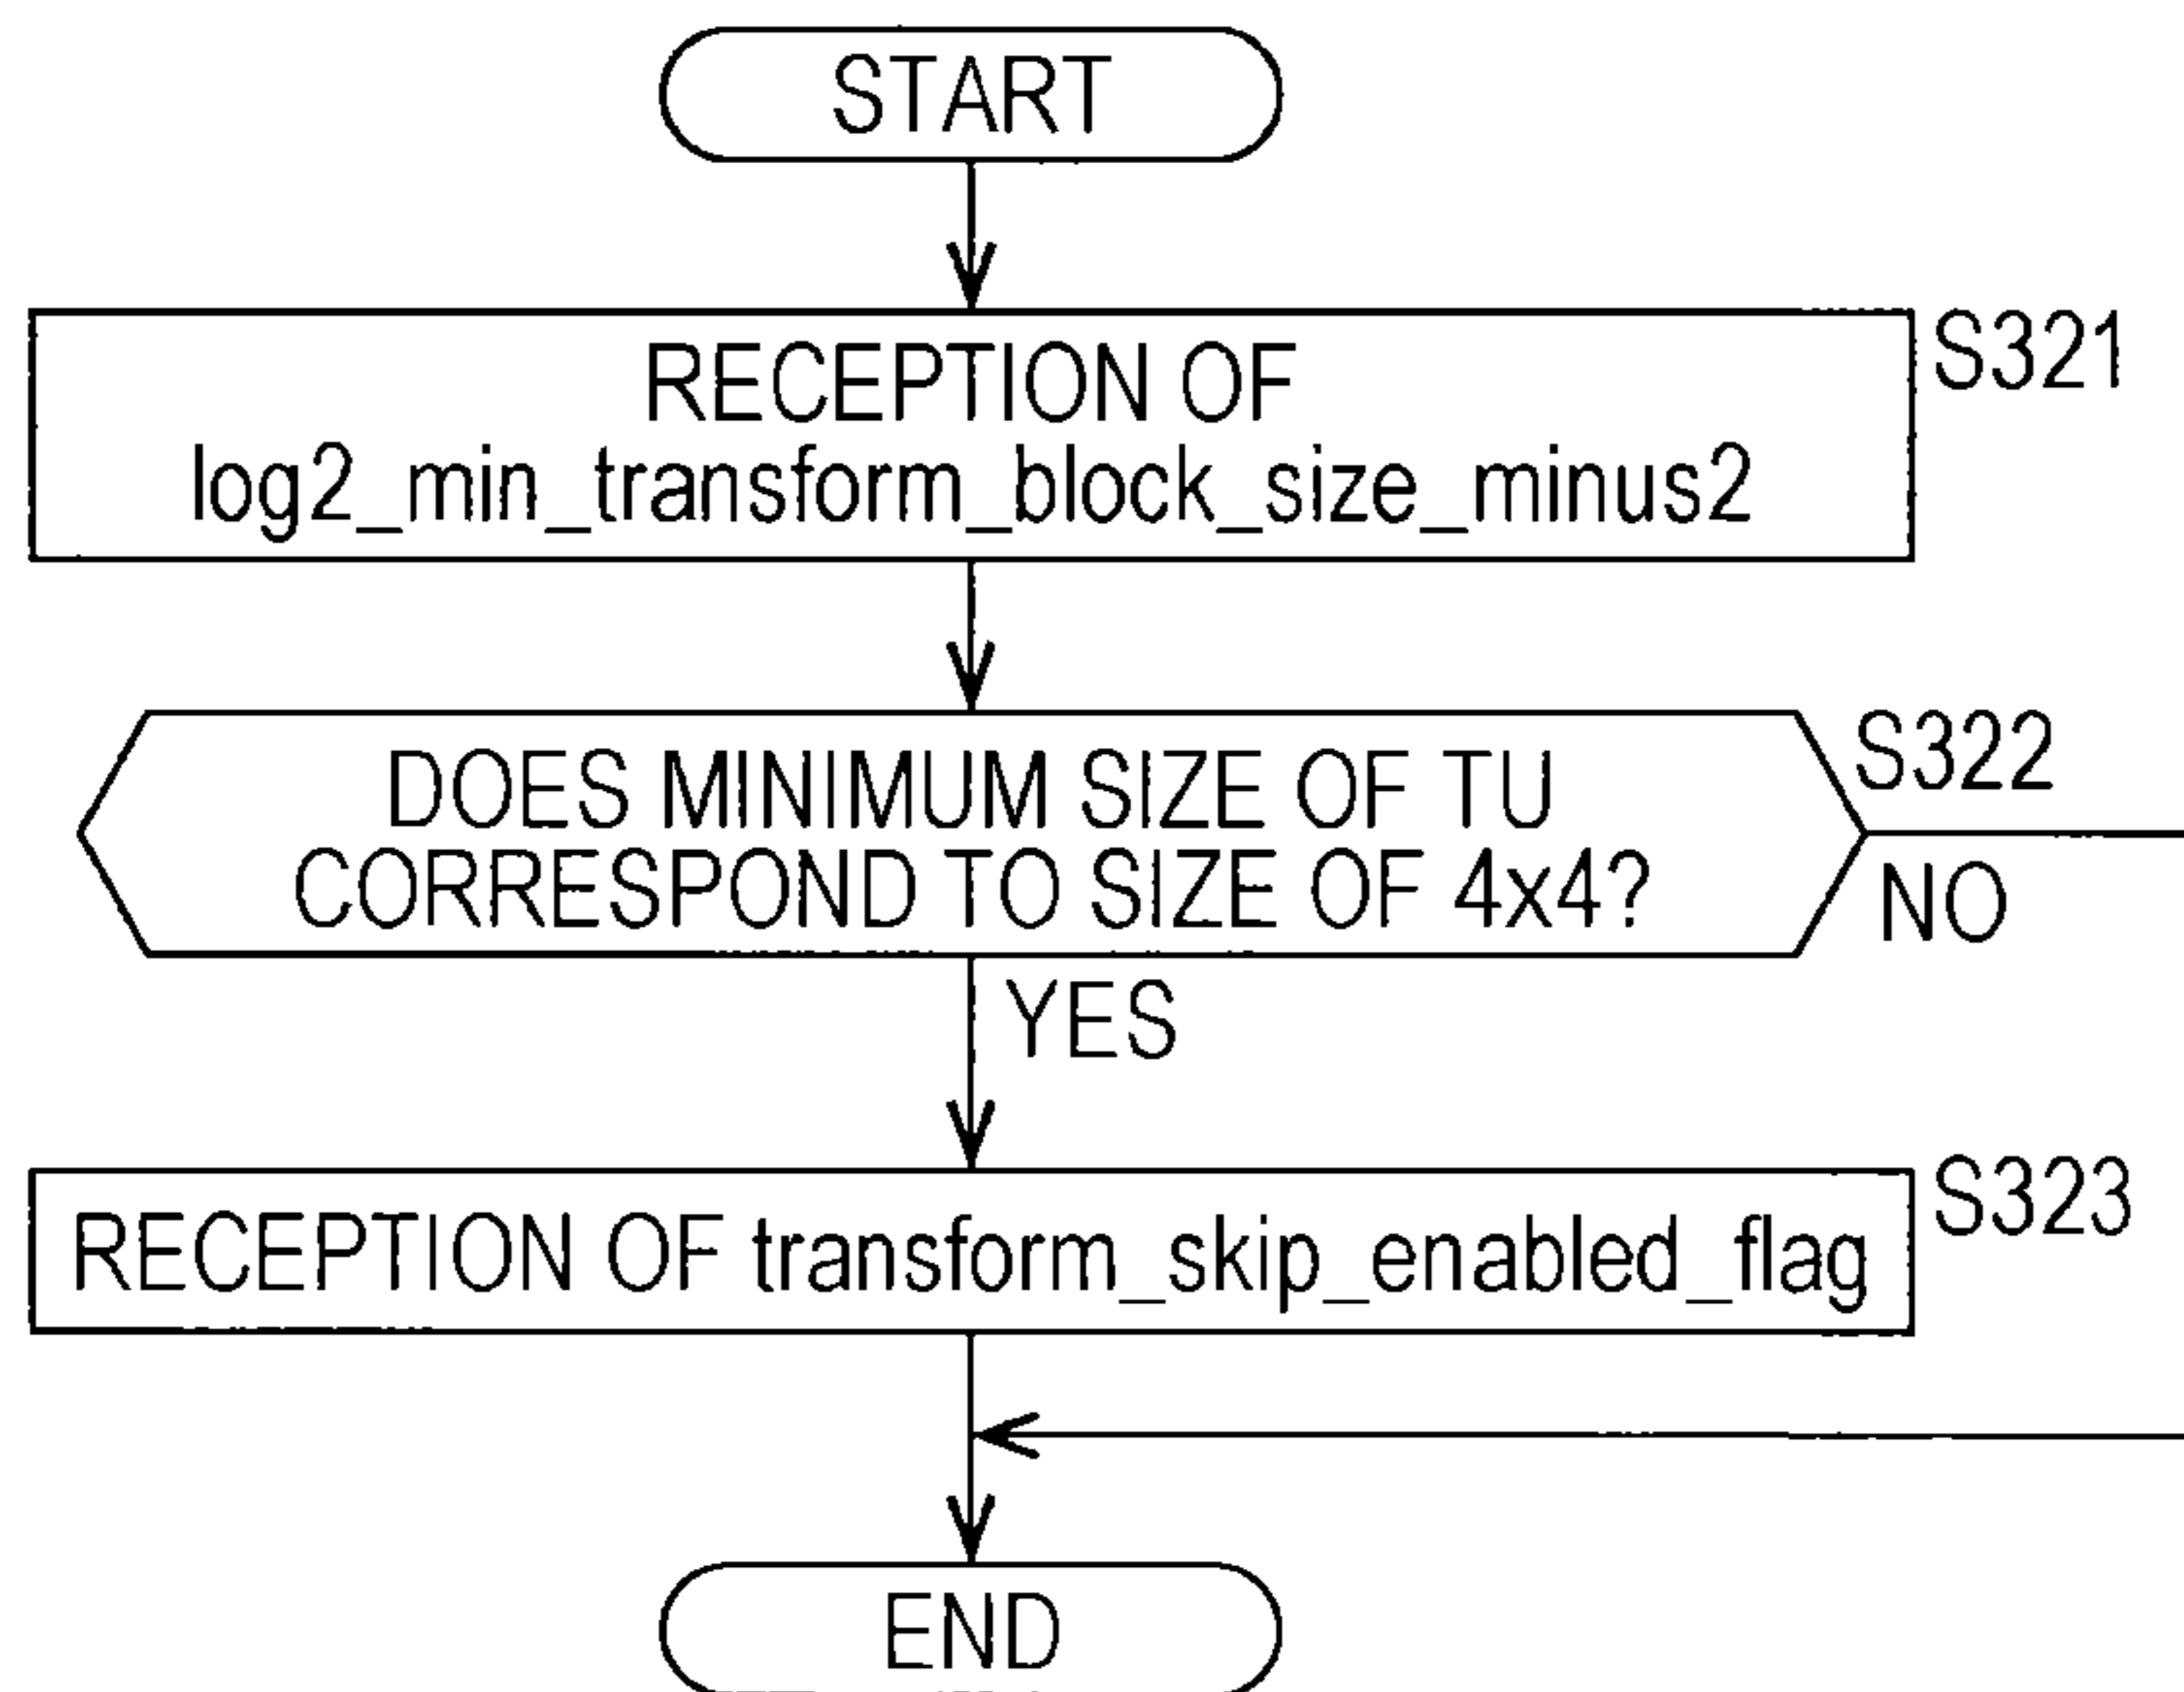 START
RECEPTION OF
log2_min_transform_block_size_minus2
S321
DOES MINIMUM SIZE OF TU
CORRESPOND TO SIZE OF 4x4?
S322
NO
YES
RECEPTION OF transform_skip_enabled_flag
S323
END